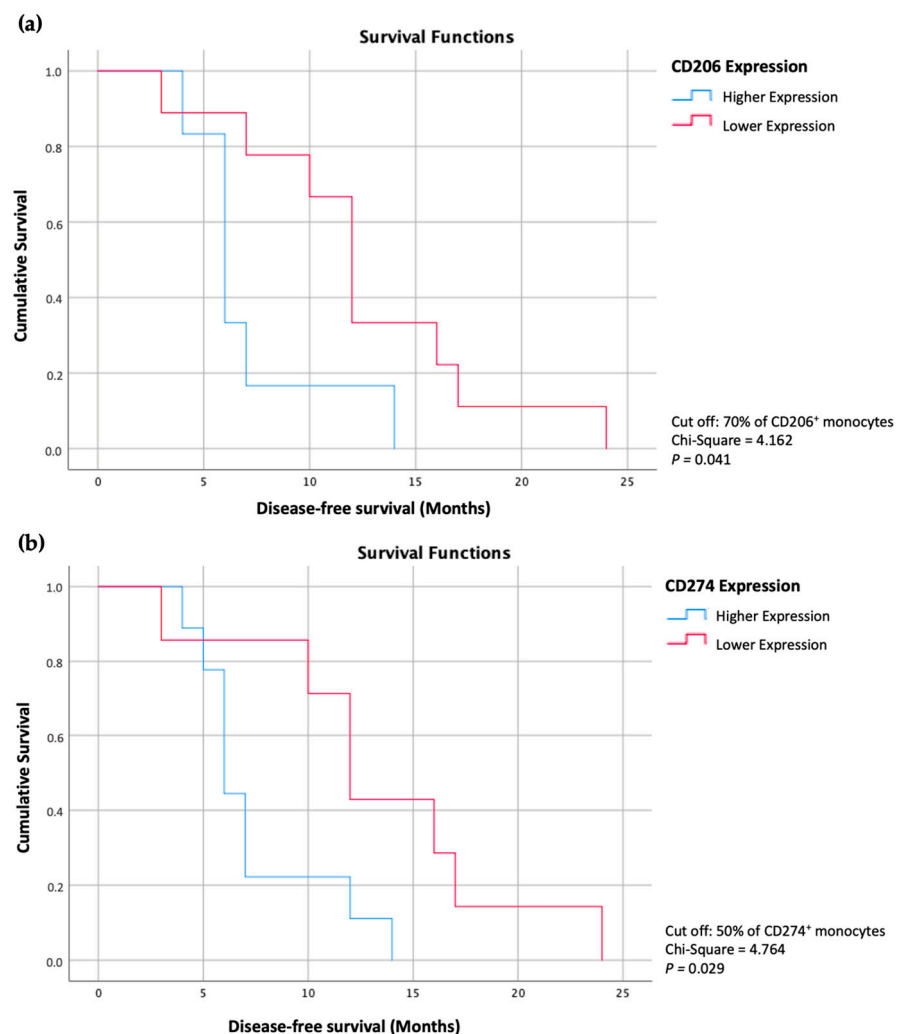 (a)
Survival Functions
CD206 Expression
Higher Expression
Lower Expression
1.0
0.8
0.6
0.4
0.2
0.0
Cumulative Survival
0 5 10 15 20 25
Disease-free survival (Months)
Cut off: 70% of CD206⁺ monocytes
Chi-Square = 4.162
P = 0.041
(b)
Survival Functions
CD274 Expression
Higher Expression
Lower Expression
1.0
0.8
0.6
0.4
0.2
0.0
Cumulative Survival
0 5 10 15 20 25
Disease-free survival (Months)
Cut off: 50% of CD274⁺ monocytes
Chi-Square = 4.764
P = 0.029